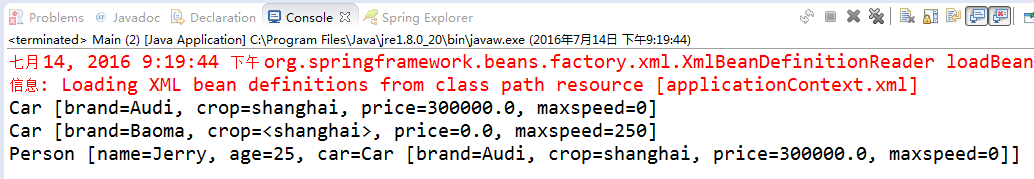 Problems @ Javadoc Declaration Console Spring Explorer
<terminated> Main (2) [Java Application] C:\Program Files\Java\jre1.8.0_20\bin\javaw.exe (2016年7月14日 下午9:19:44)
七月 14, 2016 9:19:44 下午 org.springframework.beans.factory.xml.XmlBeanDefinitionReader loadBean
信息: Loading XML bean definitions from class path resource [applicationContext.xml]
Car [brand=Audi, crop=shanghai, price=300000.0, maxspeed=0]
Car [brand=Baoma, crop=<shanghai>, price=0.0, maxspeed=250]
Person [name=Jerry, age=25, car=Car [brand=Audi, crop=shanghai, price=300000.0, maxspeed=0]]